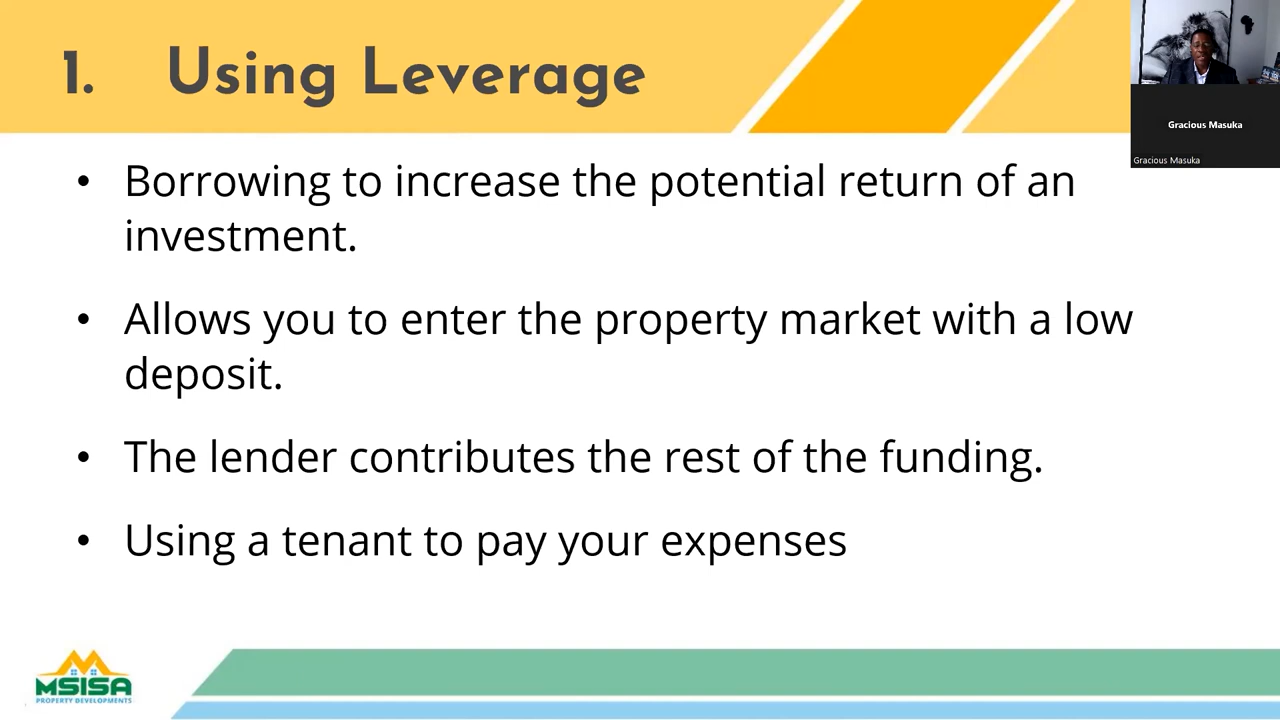 1. Using Leverage
Gracious Masuka
Gracious Masuka
• Borrowing to increase the potential return of an
investment.
• Allows you to enter the property market with a low
deposit.
• The lender contributes the rest of the funding.
• Using a tenant to pay your expenses
MSISA
PROPERTY DEVELOPMENTS